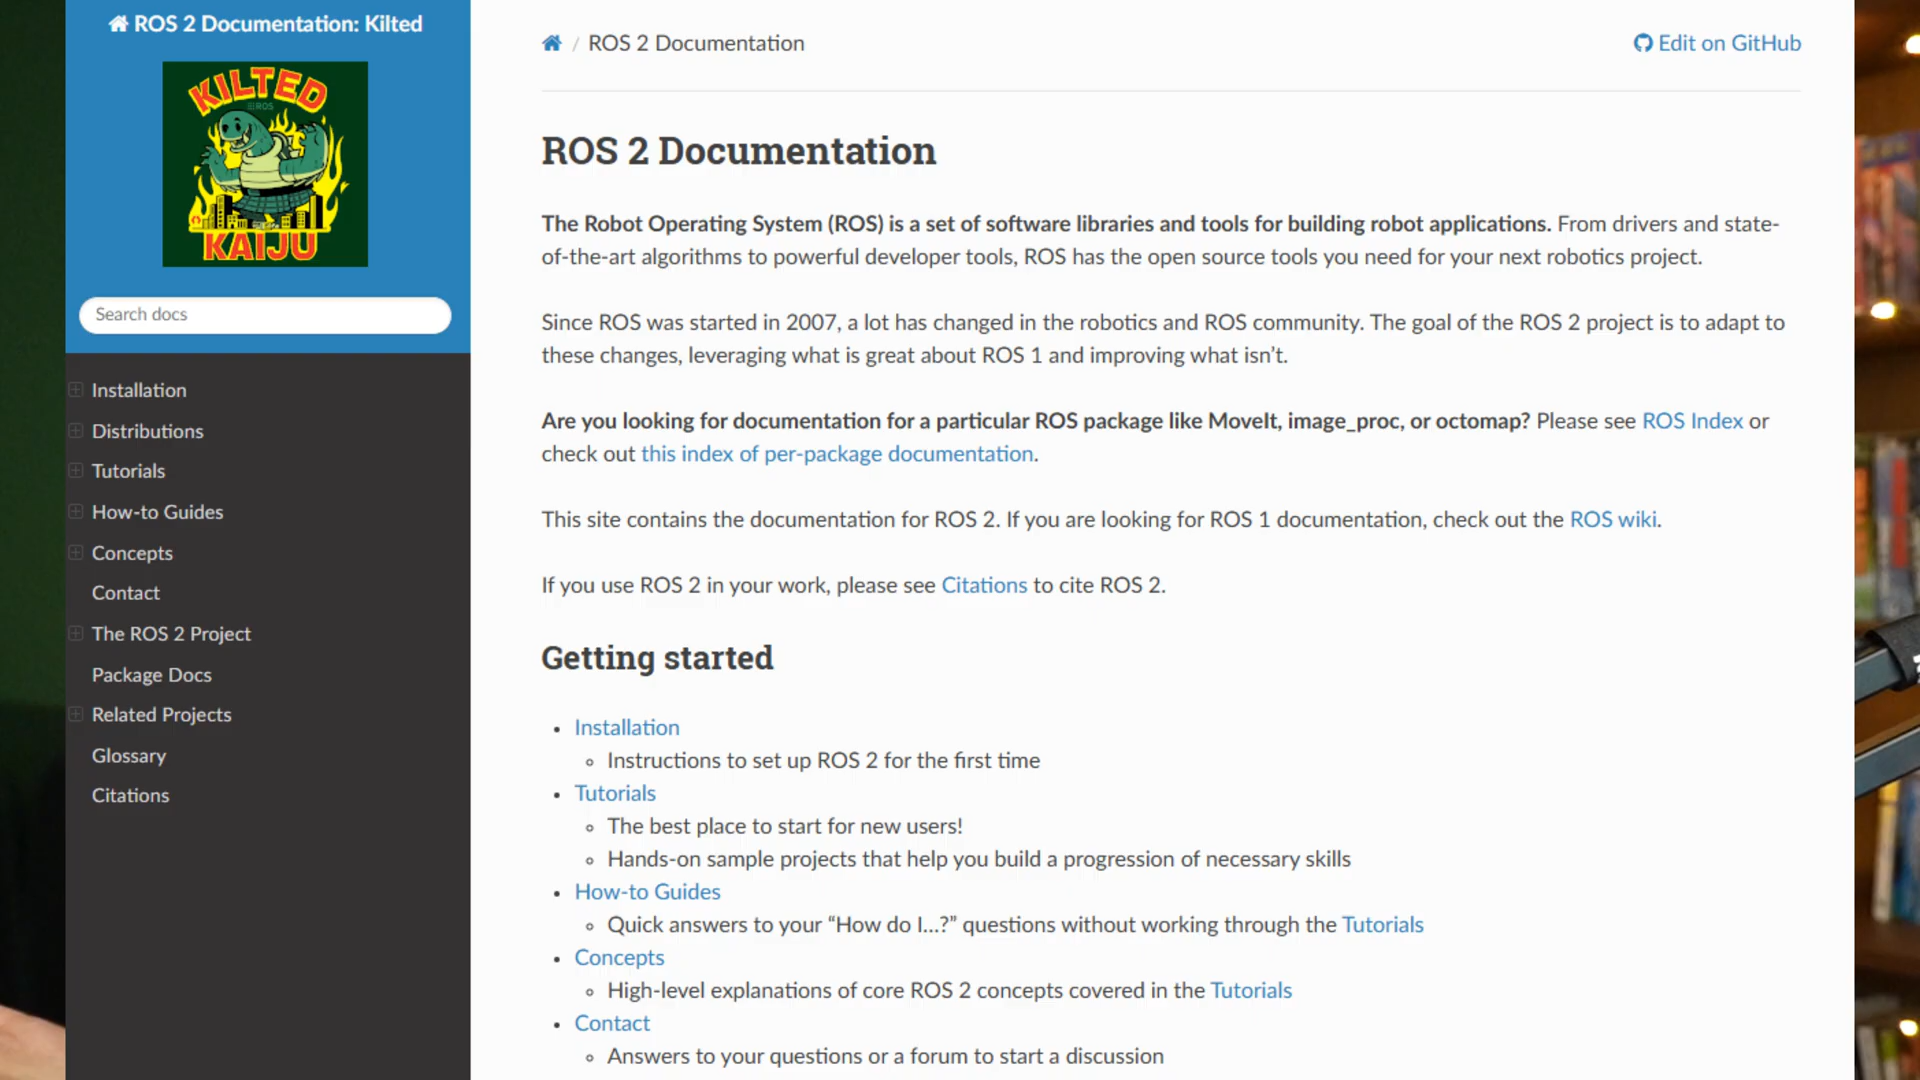 ROS 2 Documentation: Kilted
KILTED
ROS
KAIJU
Search docs
Installation
Distributions
Tutorials
How-to Guides
Concepts
Contact
The ROS 2 Project
Package Docs
Related Projects
Glossary
Citations
/ ROS 2 Documentation
Edit on GitHub
ROS 2 Documentation
The Robot Operating System (ROS) is a set of software libraries and tools for building robot applications. From drivers and state-
of-the-art algorithms to powerful developer tools, ROS has the open source tools you need for your next robotics project.
Since ROS was started in 2007, a lot has changed in the robotics and ROS community. The goal of the ROS 2 project is to adapt to
these changes, leveraging what is great about ROS 1 and improving what isn’t.
Are you looking for documentation for a particular ROS package like MoveIt, image_proc, or octomap? Please see ROS Index or
check out this index of per-package documentation.
This site contains the documentation for ROS 2. If you are looking for ROS 1 documentation, check out the ROS wiki.
If you use ROS 2 in your work, please see Citations to cite ROS 2.
Getting started
• Installation
◦ Instructions to set up ROS 2 for the first time
• Tutorials
◦ The best place to start for new users!
◦ Hands-on sample projects that help you build a progression of necessary skills
• How-to Guides
◦ Quick answers to your “How do I...?” questions without working through the Tutorials
• Concepts
◦ High-level explanations of core ROS 2 concepts covered in the Tutorials
• Contact
◦ Answers to your questions or a forum to start a discussion